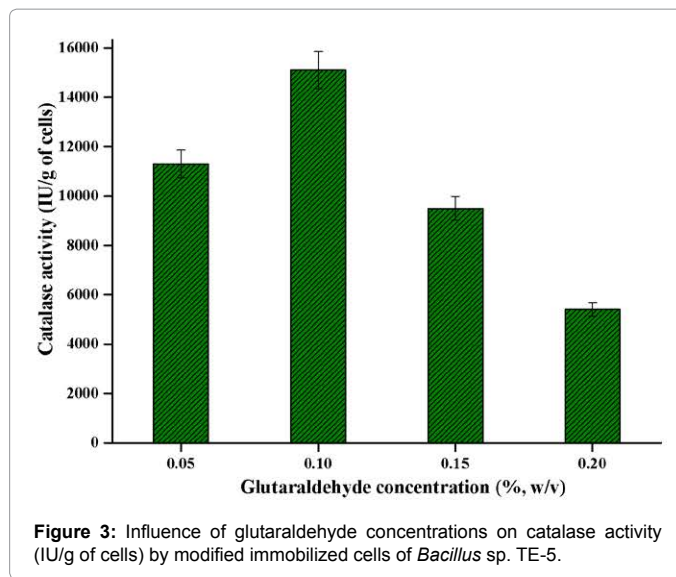 16000
14000
12000
10000
8000
6000
4000
2000
0
Catalase activity (IU/g of cells)
0.05 0.10 0.15 0.20
Glutaraldehyde concentration (%, w/v)
Figure 3: Influence of glutaraldehyde concentrations on catalase activity
(IU/g of cells) by modified immobilized cells of Bacillus sp. TE-5.